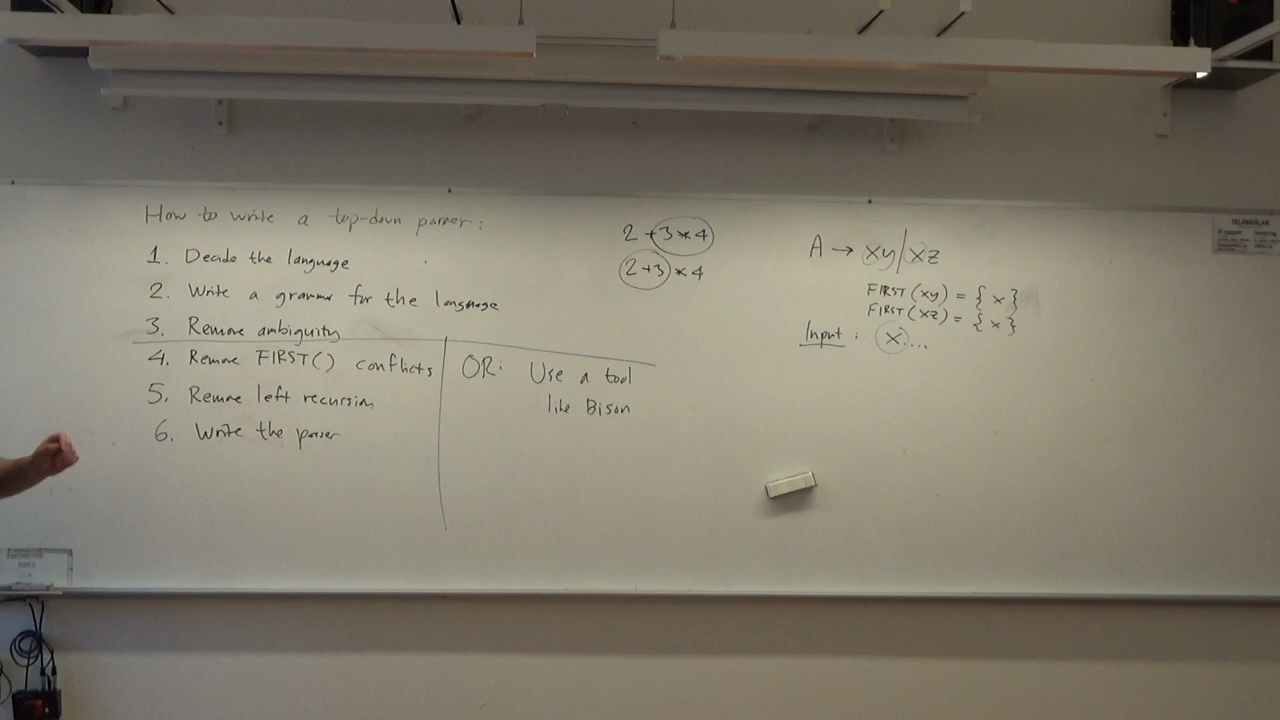 How to write a top-down parser:
1. Decide the language
2. Write a grammar for the language
3. Remove ambiguity
4. Remove FIRST() conflicts
5. Remove left recursion
6. Write the parser
OR: Use a tool
like Bison
2+3*4
(2+3)*4
A → xy|xz
FIRST(xy) = {x}
FIRST(xz) = {x}
Input: x...
FELANMÄLAN